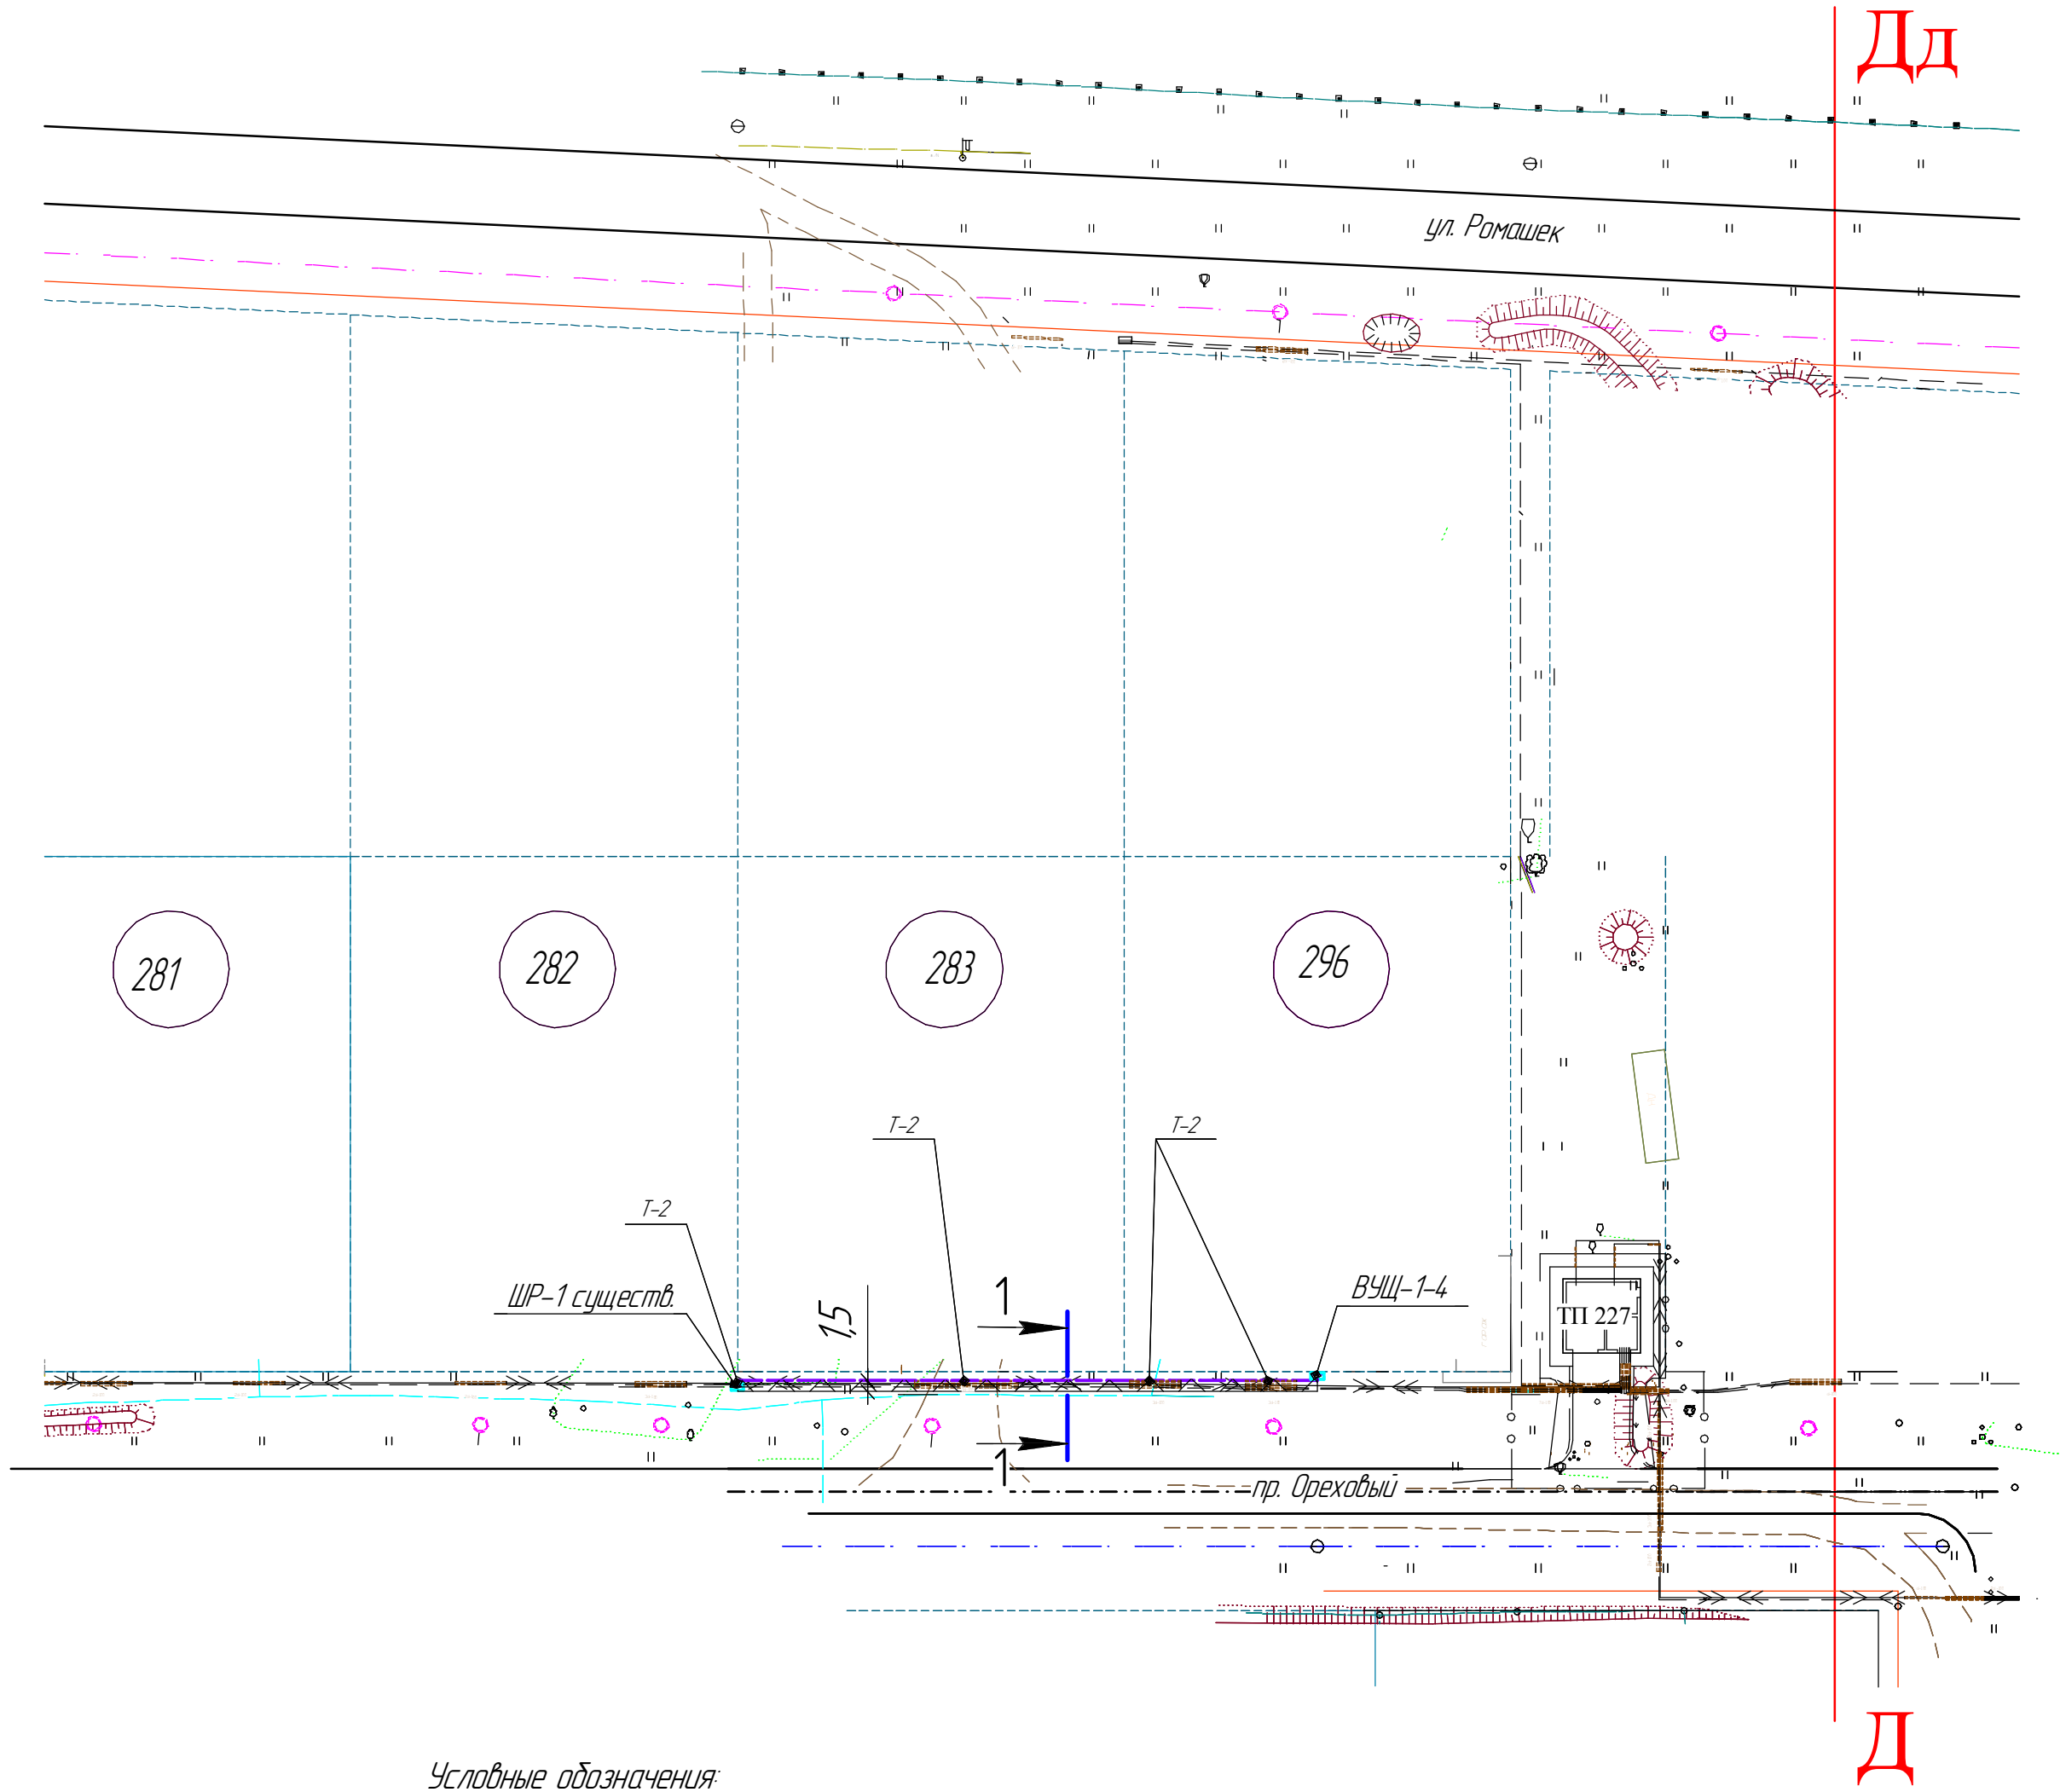 Дд
ул. Ромашек
281
282
283
296
Т-2
Т-2
Т-2
ШР-1 существ.
1,5
1
ВУЩ-1-4
ТП 227
1
пр. Ореховый
Д
Условные обозначения: